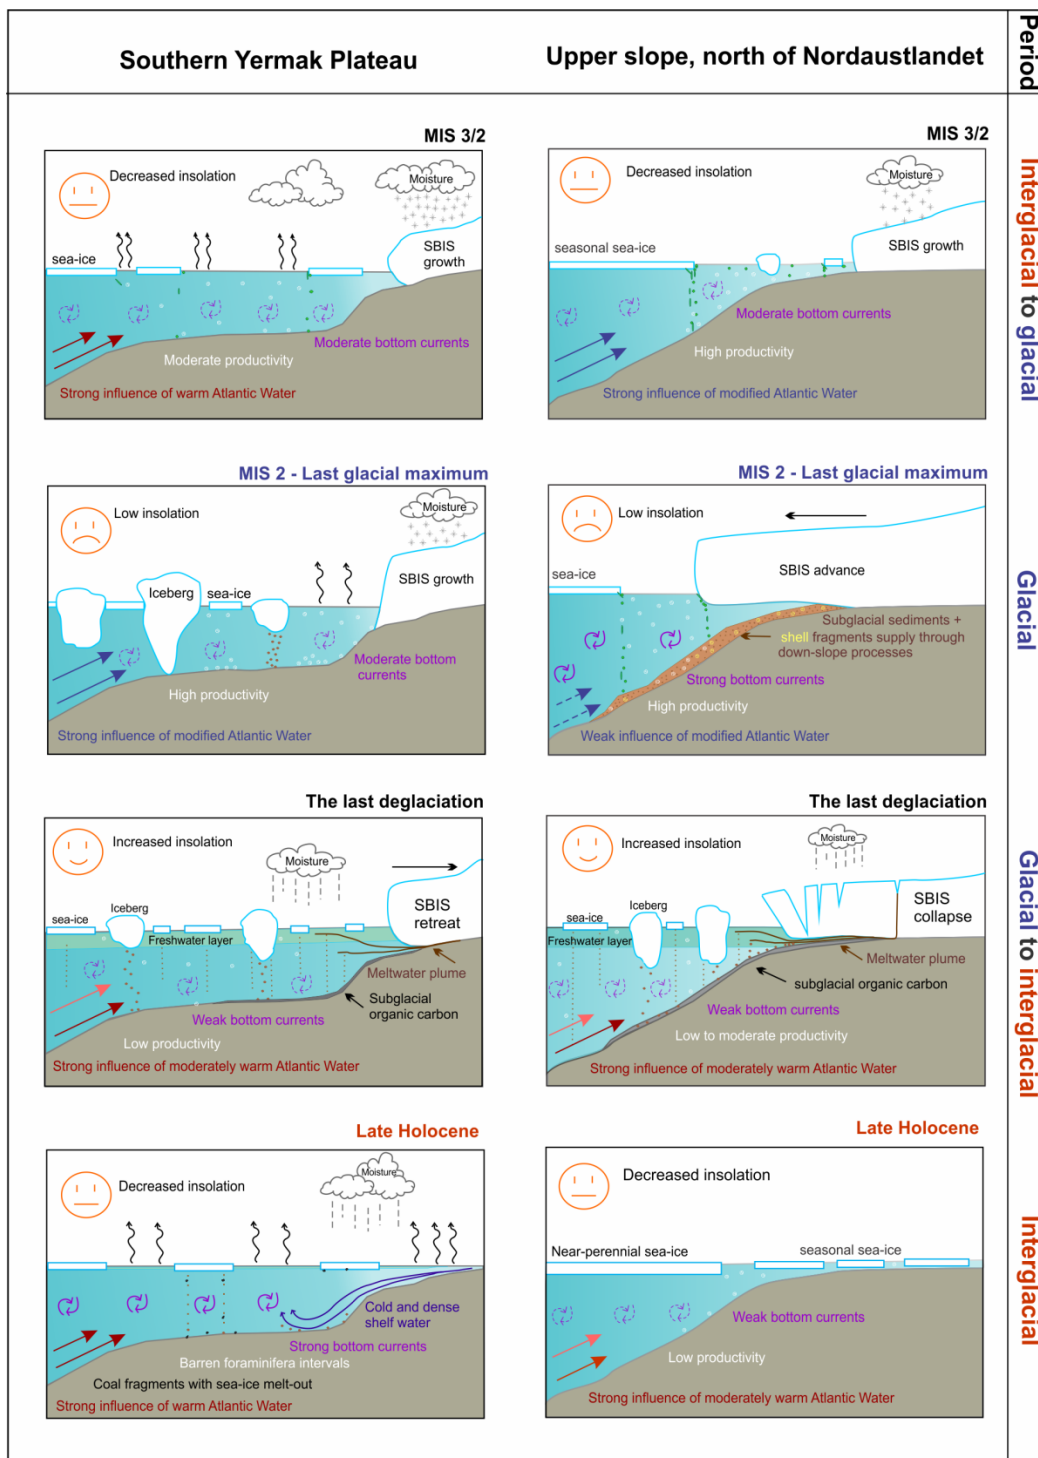 Southern Yermak Plateau
Upper slope, north of Nordaustlandet
Period
MIS 3/2
Decreased insolation
Moisture
sea-ice
SBIS
growth
Moderate bottom currents
Moderate productivity
Strong influence of warm Atlantic Water
MIS 3/2
Decreased insolation
Moisture
seasonal sea-ice
SBIS growth
Moderate bottom currents
High productivity
Strong influence of modified Atlantic Water
Interglacial to glacial
MIS 2 - Last glacial maximum
Low insolation
Moisture
Iceberg
sea-ice
SBIS growth
Moderate bottom
currents
High productivity
Strong influence of modified Atlantic Water
MIS 2 - Last glacial maximum
Low insolation
sea-ice
SBIS advance
Subglacial sediments +
shell fragments supply through
down-slope processes
Strong bottom currents
High productivity
Weak influence of modified Atlantic Water
Glacial
The last deglaciation
Increased insolation
Moisture
Iceberg
sea-ice
SBIS
retreat
Freshwater layer
Meltwater plume
Subglacial
organic carbon
Weak bottom currents
Low productivity
Strong influence of moderately warm Atlantic Water
The last deglaciation
Increased insolation
Moisture
Iceberg
sea-ice
SBIS
collapse
Freshwater layer
Meltwater plume
subglacial organic carbon
Weak bottom currents
Low to moderate productivity
Strong influence of moderately warm Atlantic Water
Glacial to interglacial
Late Holocene
Decreased insolation
Moisture
Cold and dense
shelf water
Strong bottom currents
Barren foraminifera intervals
Coal fragments with sea-ice melt-out
Strong influence of warm Atlantic Water
Late Holocene
Decreased insolation
Near-perennial sea-ice
seasonal sea-ice
Weak bottom currents
Low productivity
Strong influence of moderately warm Atlantic Water
Interglacial